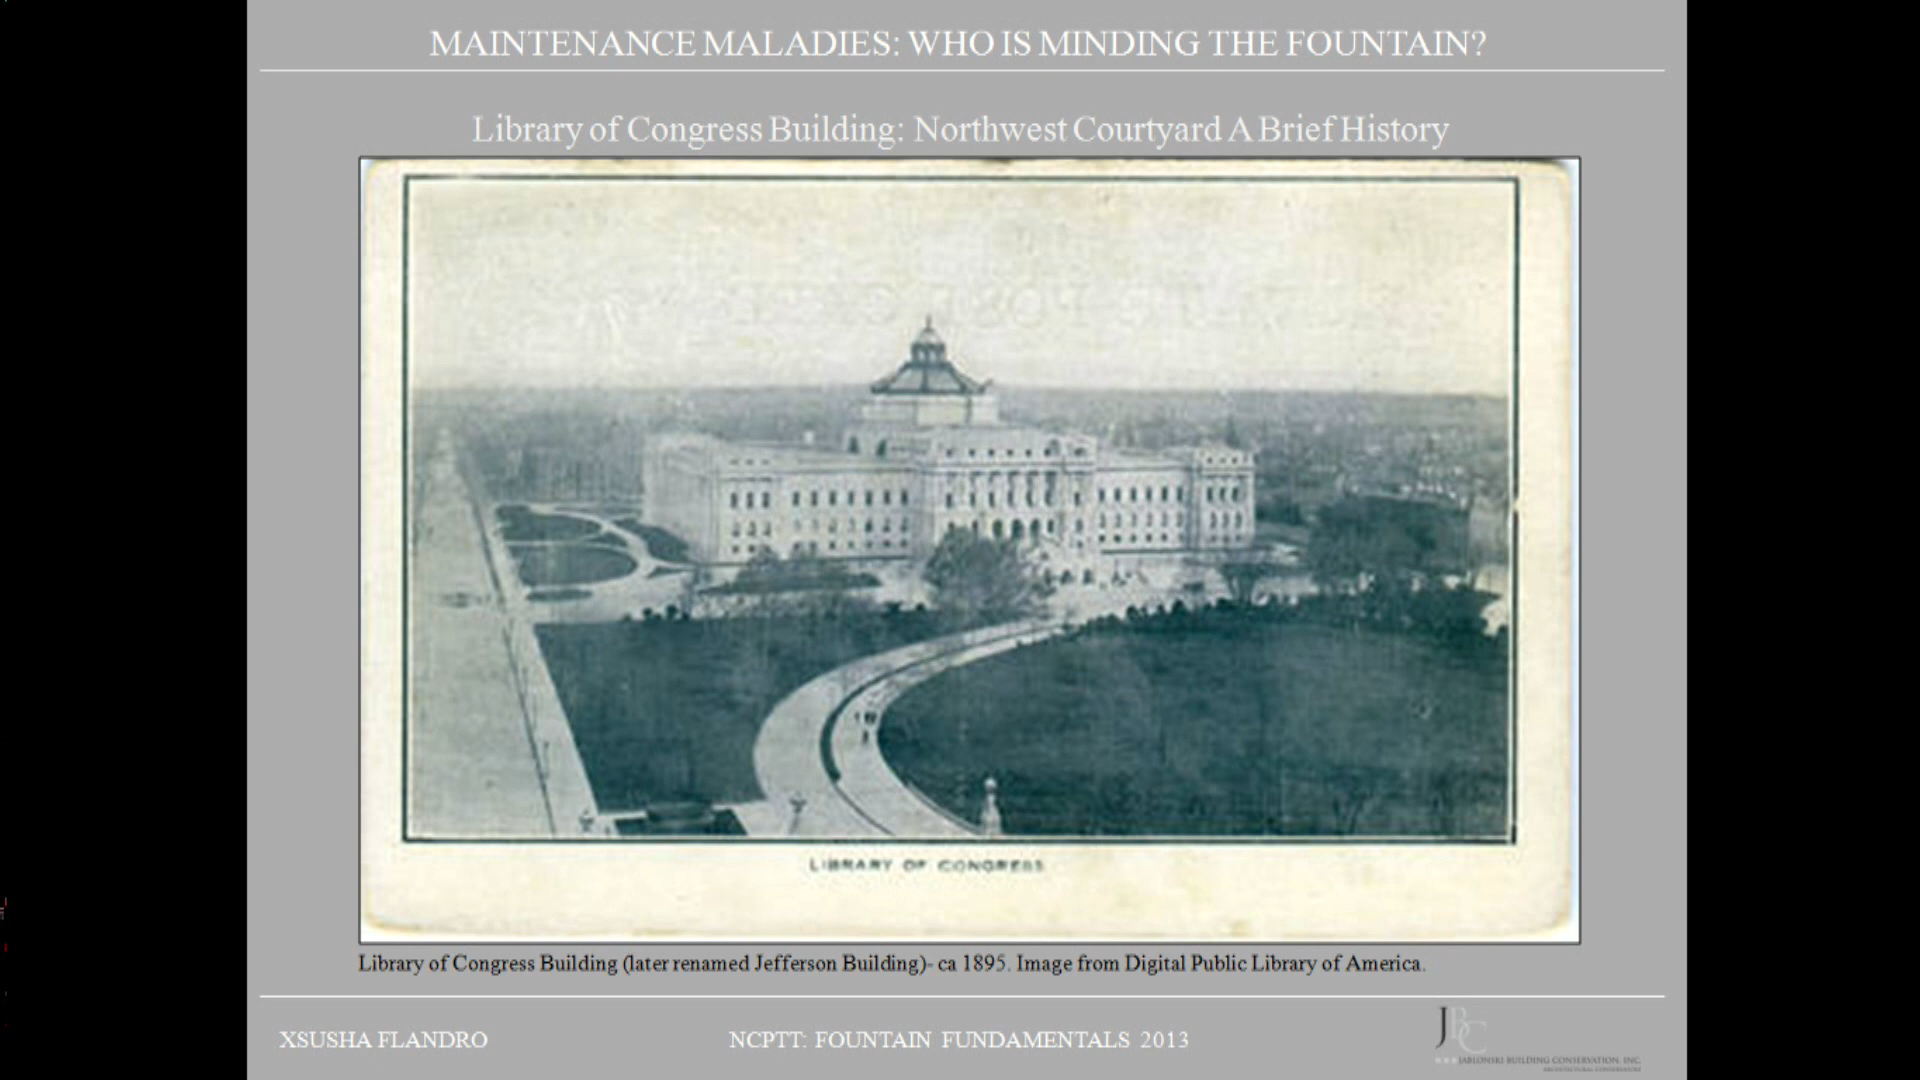 MAINTENANCE MALADIES: WHO IS MINDING THE FOUNTAIN?
Library of Congress Building: Northwest Courtyard A Brief History
LIBRARY OF CONGRESS
Library of Congress Building (later renamed Jefferson Building)- ca 1895. Image from Digital Public Library of America.
XSUSHA FLANDRO
NCPTT: FOUNTAIN FUNDAMENTALS 2013
JBC
JABLONSKI BUILDING CONSERVATION, INC.
ARCHITECTURAL CONSERVATORS